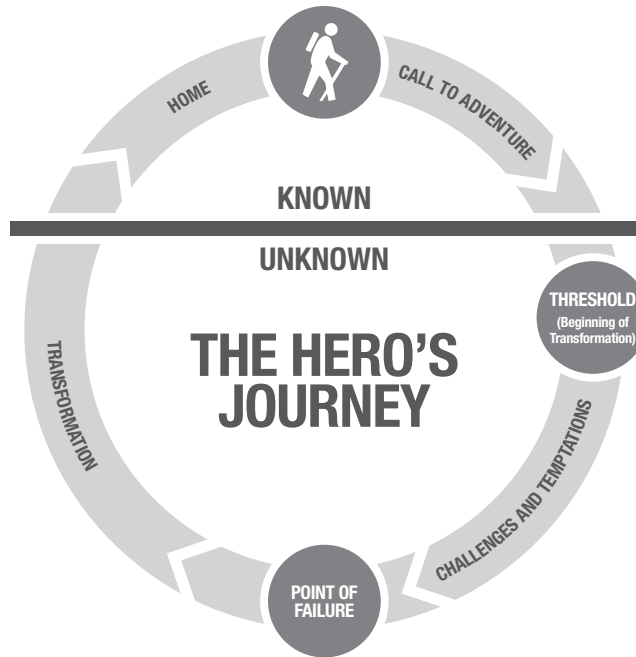 HOME
CALL TO ADVENTURE
KNOWN
UNKNOWN
THRESHOLD
(Beginning of
Transformation)
THE HERO’S
JOURNEY
TRANSFORMATION
CHALLENGES AND TEMPTATIONS
POINT OF
FAILURE